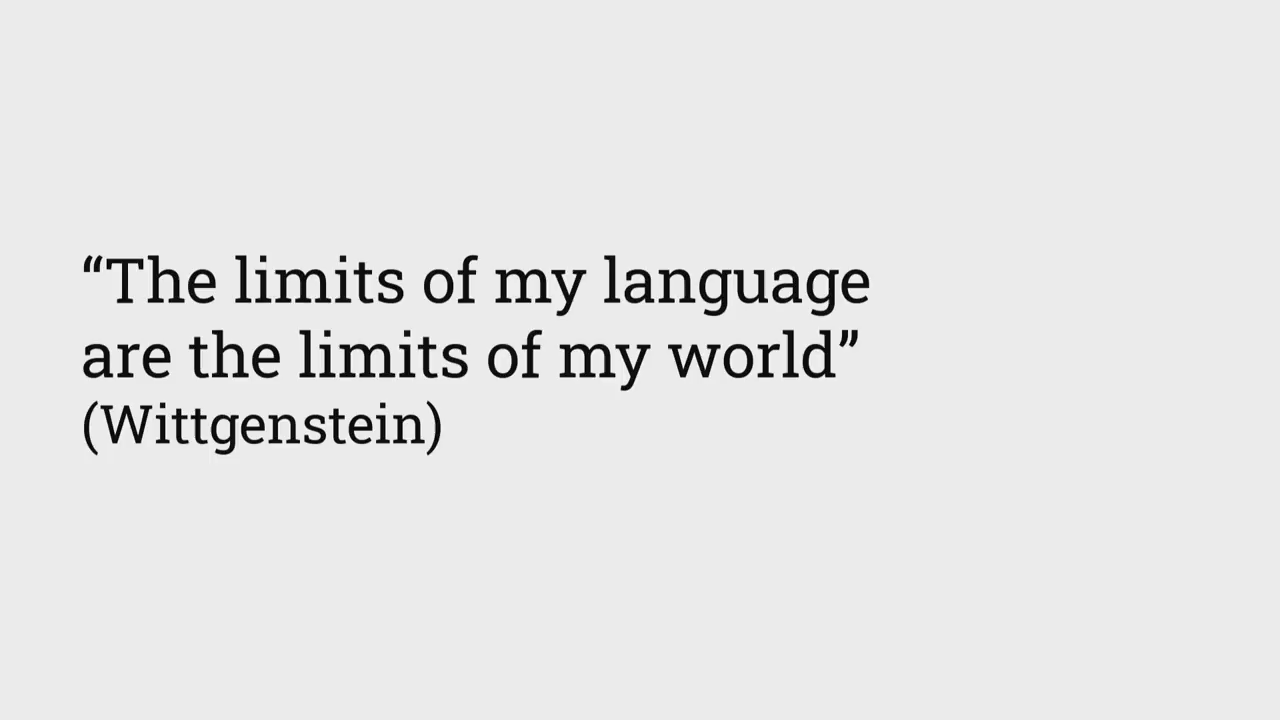 “The limits of my language
are the limits of my world”
(Wittgenstein)